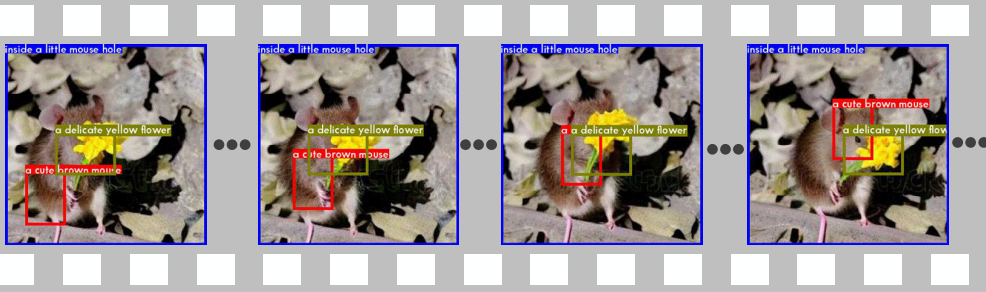 inside a little mouse hole
a delicate yellow flower
a cute brown mouse
inside a little mouse hole
a delicate yellow flower
a cute brown mouse
inside a little mouse hole
a a delicate yellow flower
inside a little mouse hole
a cute brown mouse
a delicate yellow flow